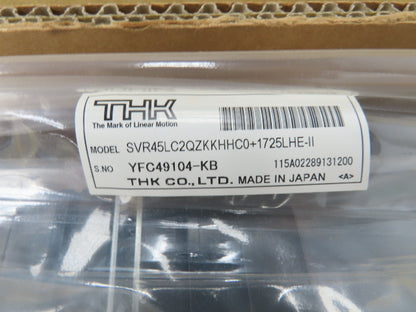 THK
The Mark of Linear Motion
MODEL SVR45LC2QZKKHHC0+1725LHE-II
S.NO YFC49104-KB 115A02289131200
THK CO., LTD. MADE IN JAPAN <A>